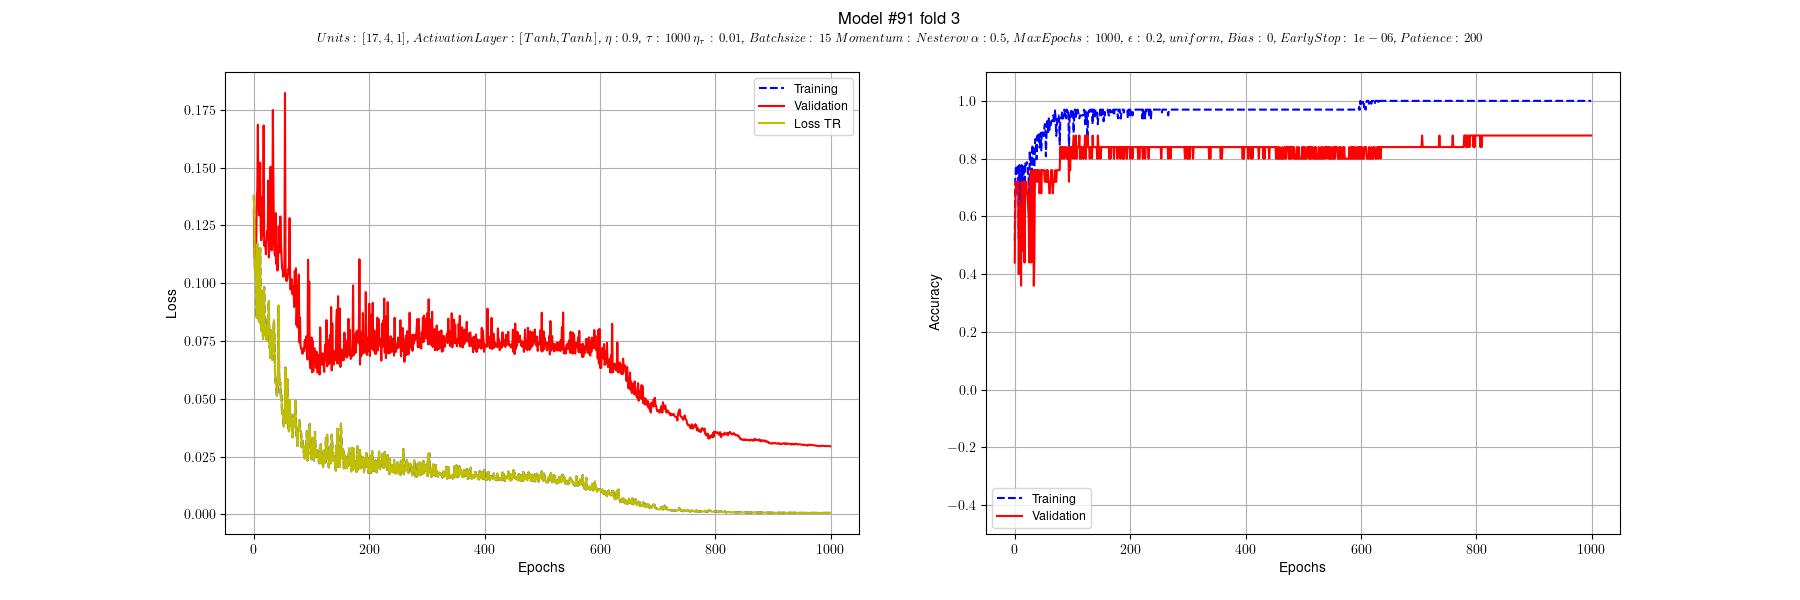 Model #91 fold 3
Units : [17, 4, 1], ActivationLayer : [Tanh, Tanh], η : 0.9, τ : 1000 ητ : 0.01, Batchsize : 15 Momentum : Nesterov α : 0.5, MaxEpochs : 1000, ϵ : 0.2, uniform, Bias : 0, EarlyStop : 1e − 06, Patience : 200
Training
Validation
Loss TR
0.175
0.150
0.125
0.100
0.075
0.050
0.025
0.000
Loss
0 200 400 600 800 1000
Epochs
1.0
0.8
0.6
0.4
0.2
0.0
−0.2
−0.4
Accuracy
Training
Validation
0 200 400 600 800 1000
Epochs